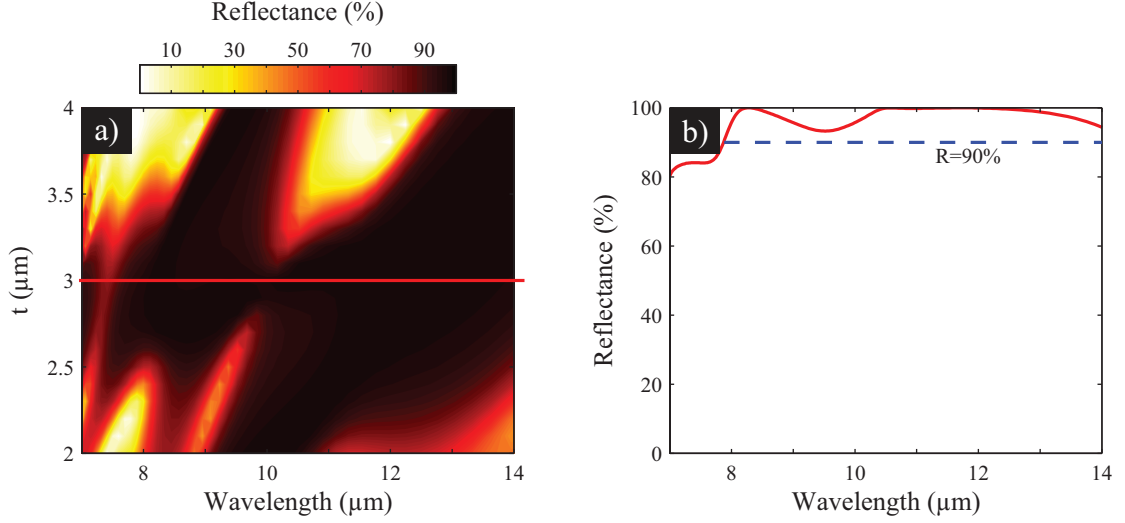 Reflectance (%)
10 30 50 70 90
a)
4
3.5
3
2.5
2
t (µm)
8 10 12 14
Wavelength (µm)
b)
100
80
60
40
20
0
Reflectance (%)
R=90%
8 10 12 14
Wavelength (µm)